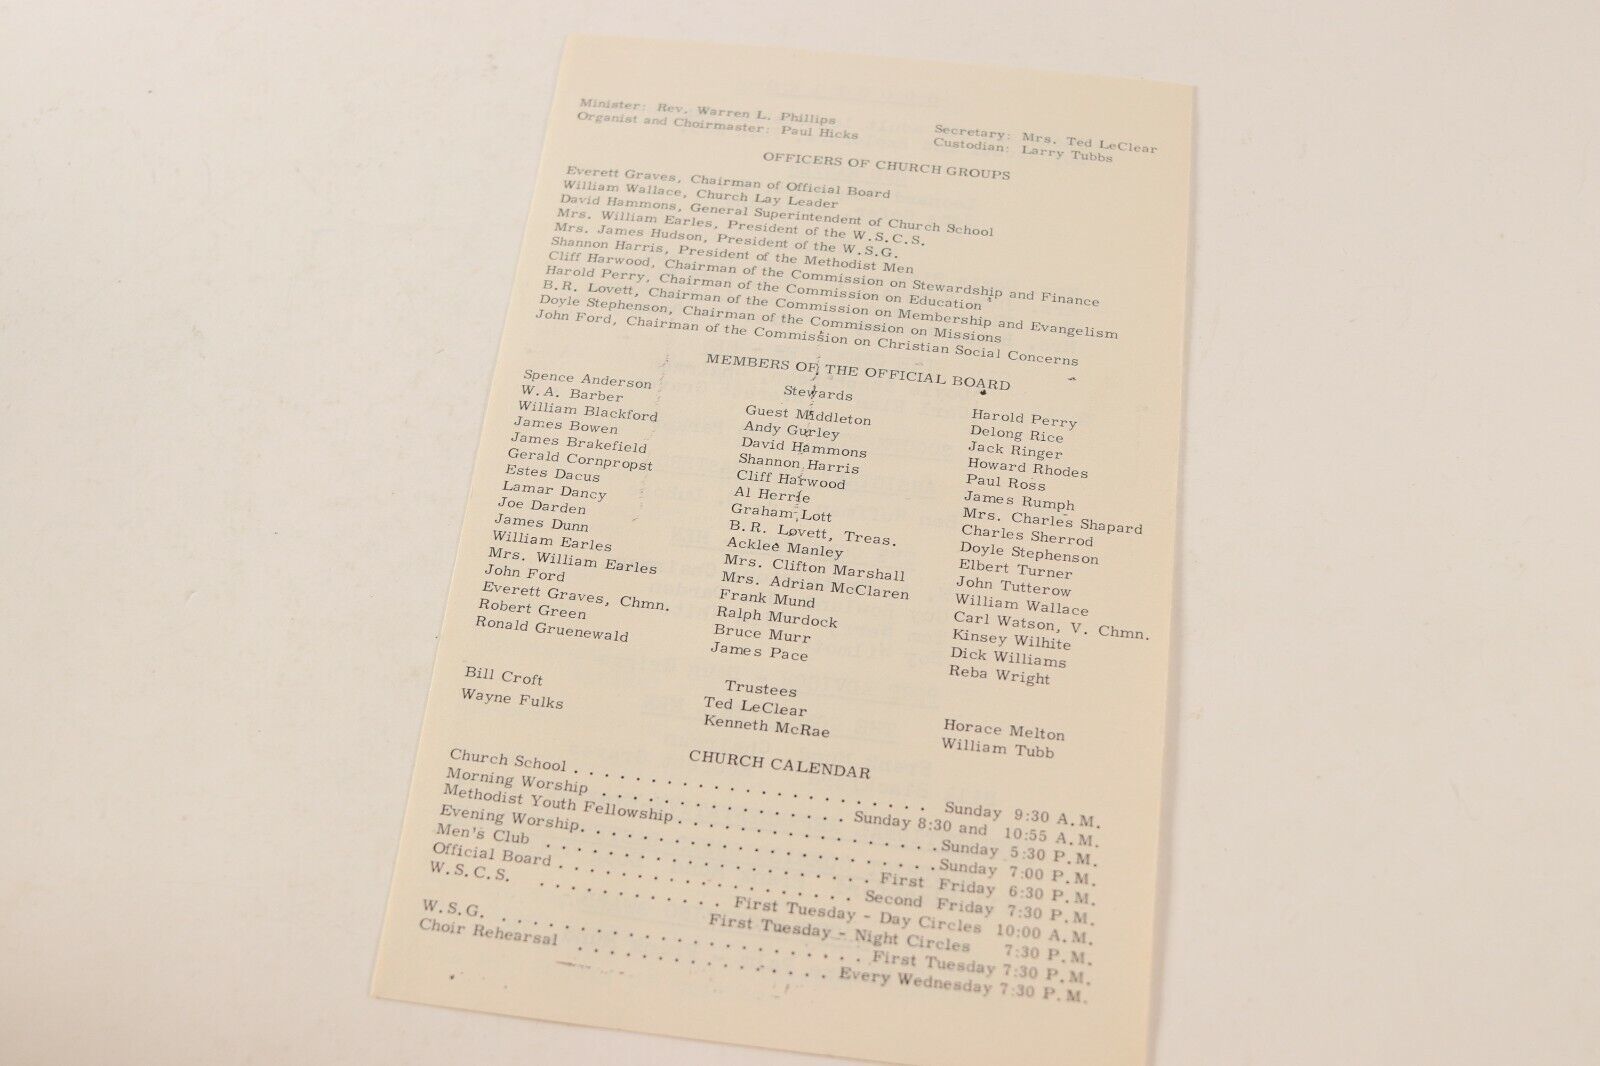 Minister: Rev. Warren L. Phillips Secretary: Mrs. Ted LeClear
Organist and Choirmaster: Paul Hicks Custodian: Larry Tubbs
OFFICERS OF CHURCH GROUPS
Everett Graves, Chairman of Official Board
William Wallace, Church Lay Leader
David Hammons, General Superintendent of Church School
Mrs. William Earles, President of the W.S.C.S.
Mrs. James Hudson, President of the W.S.G.
Shannon Harris, President of the Methodist Men
Cliff Harwood, Chairman of the Commission on Stewardship and Finance
Harold Perry, Chairman of the Commission on Education
B.R. Lovett, Chairman of the Commission on Membership and Evangelism
Doyle Stephenson, Chairman of the Commission on Missions
John Ford, Chairman of the Commission on Christian Social Concerns
MEMBERS OF THE OFFICIAL BOARD
Stewards
Spence Anderson
W.A. Barber
William Blackford
James Bowen
James Brakefield
Gerald Cornpropst
Estes Dacus
Lamar Dancy
Joe Darden
James Dunn
William Earles
Mrs. William Earles
John Ford
Everett Graves, Chmn.
Robert Green
Ronald Gruenewald
Guest Middleton
Andy Gurley
David Hammons
Shannon Harris
Cliff Harwood
Al Herrle
Graham Lott
B.R. Lovett, Treas.
Acklee Manley
Mrs. Clifton Marshall
Mrs. Adrian McClaren
Frank Mund
Ralph Murdock
Bruce Murr
James Pace
Harold Perry
Delong Rice
Jack Ringer
Howard Rhodes
Paul Ross
James Rumph
Mrs. Charles Shapard
Charles Sherrod
Doyle Stephenson
Elbert Turner
John Tutterow
William Wallace
Carl Watson, V. Chmn.
Kinsey Wilhite
Dick Williams
Reba Wright
Trustees
Bill Croft
Wayne Fulks
Ted LeClear
Kenneth McRae
Horace Melton
William Tubb
CHURCH CALENDAR
Church School . . . . . . . . . . . . . . . . . . . Sunday 9:30 A.M.
Morning Worship . . . . . . . . . . . . . Sunday 8:30 and 10:55 A.M.
Methodist Youth Fellowship . . . . . . . . . . . . . . Sunday 5:30 P.M.
Evening Worship . . . . . . . . . . . . . . . . . . . Sunday 7:00 P.M.
Men's Club . . . . . . . . . . . . . . . . . . First Friday 6:30 P.M.
Official Board . . . . . . . . . . . . . . . . Second Friday 7:30 P.M.
W.S.C.S. . . . . . . . . . . First Tuesday - Day Circles 10:00 A.M.
First Tuesday - Night Circles 7:30 P.M.
W.S.G. . . . . . . . . . . . . . . . . . . . First Tuesday 7:30 P.M.
Choir Rehearsal . . . . . . . . . . . . . . Every Wednesday 7:30 P.M.